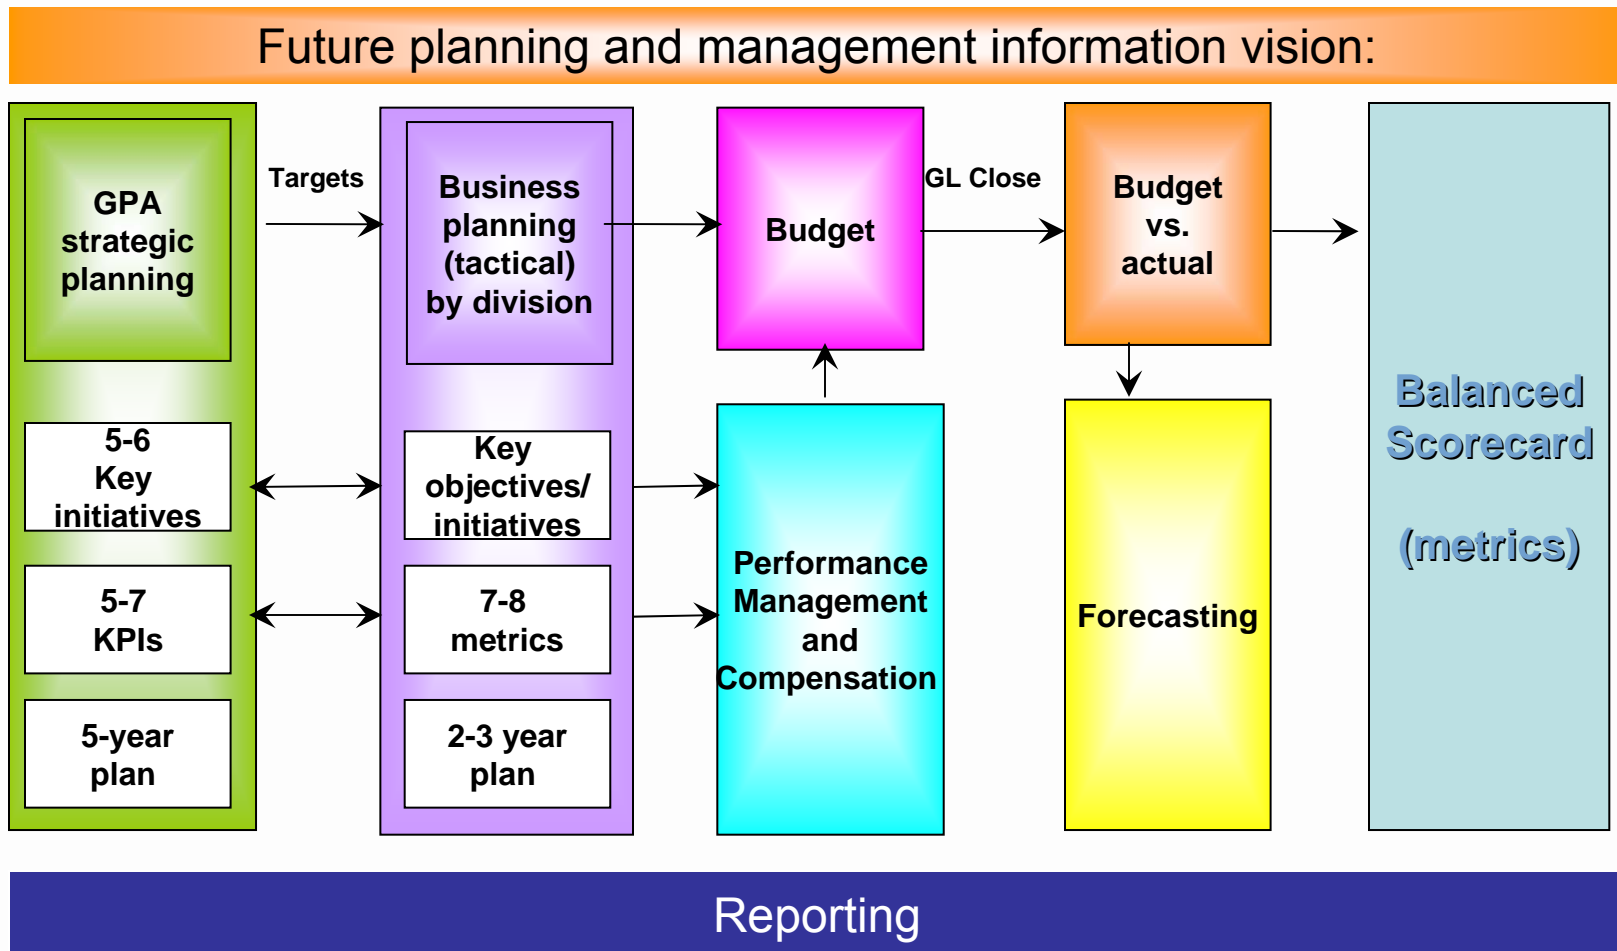 Future planning and management information vision:
GPA
strategic
planning
Targets
Business
planning
(tactical)
by division
Budget
GL Close
Budget
vs.
actual
5-6
Key
initiatives
Key
objectives/
initiatives
5-7
KPIs
7-8
metrics
5-year
plan
2-3 year
plan
Performance
Management
and
Compensation
Forecasting
Balanced
Scorecard
(metrics)
Reporting